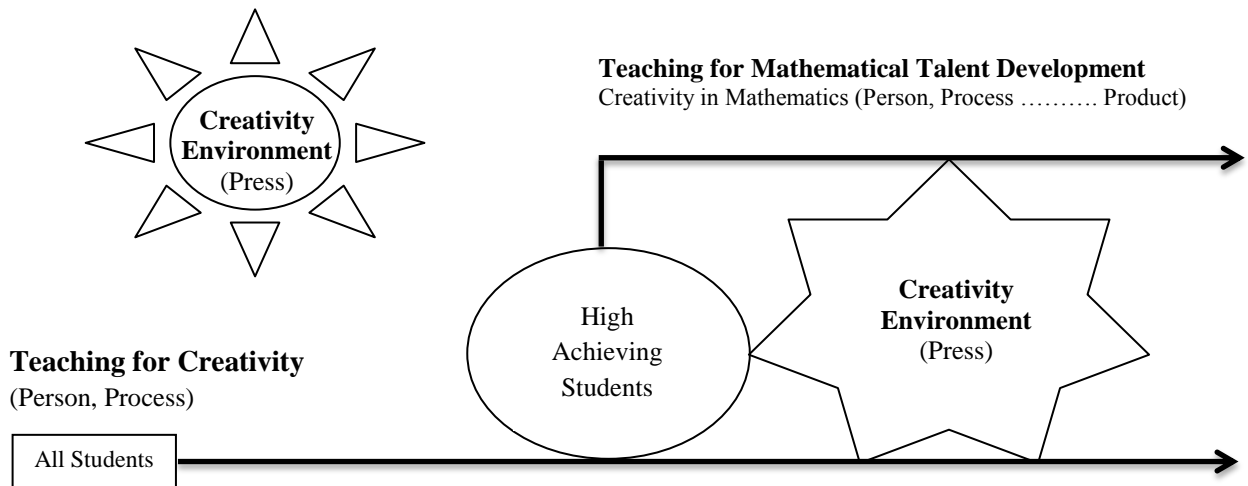 Creativity
Environment
(Press)
Teaching for Mathematical Talent Development
Creativity in Mathematics (Person, Process ………. Product)
High
Achieving
Students
Creativity
Environment
(Press)
Teaching for Creativity
(Person, Process)
All Students